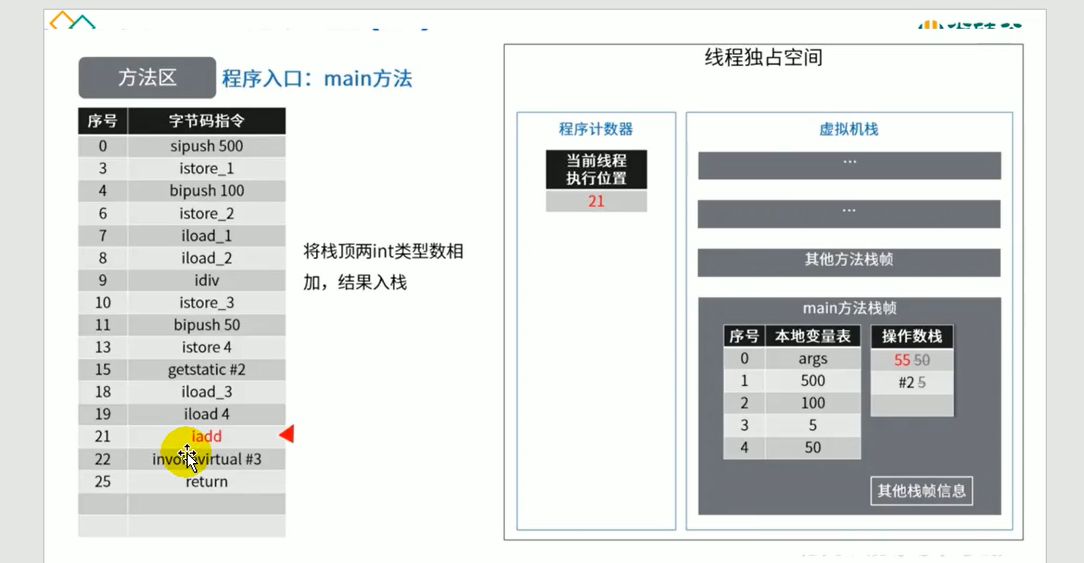 方法区 程序入口：main方法
序号 字节码指令
0 sipush 500
3 istore_1
4 bipush 100
6 istore_2
7 iload_1
8 iload_2
9 idiv
10 istore_3
11 bipush 50
13 istore 4
15 getstatic #2
18 iload_3
19 iload 4
21 iadd
22 invokevirtual #3
25 return
将栈顶两int类型数相
加，结果入栈
线程独占空间
程序计数器
当前线程
执行位置
21
虚拟机栈
...
...
其他方法栈帧
main方法栈帧
序号 本地变量表
0 args
1 500
2 100
3 5
4 50
操作数栈
55 50
#2 5
其他栈帧信息